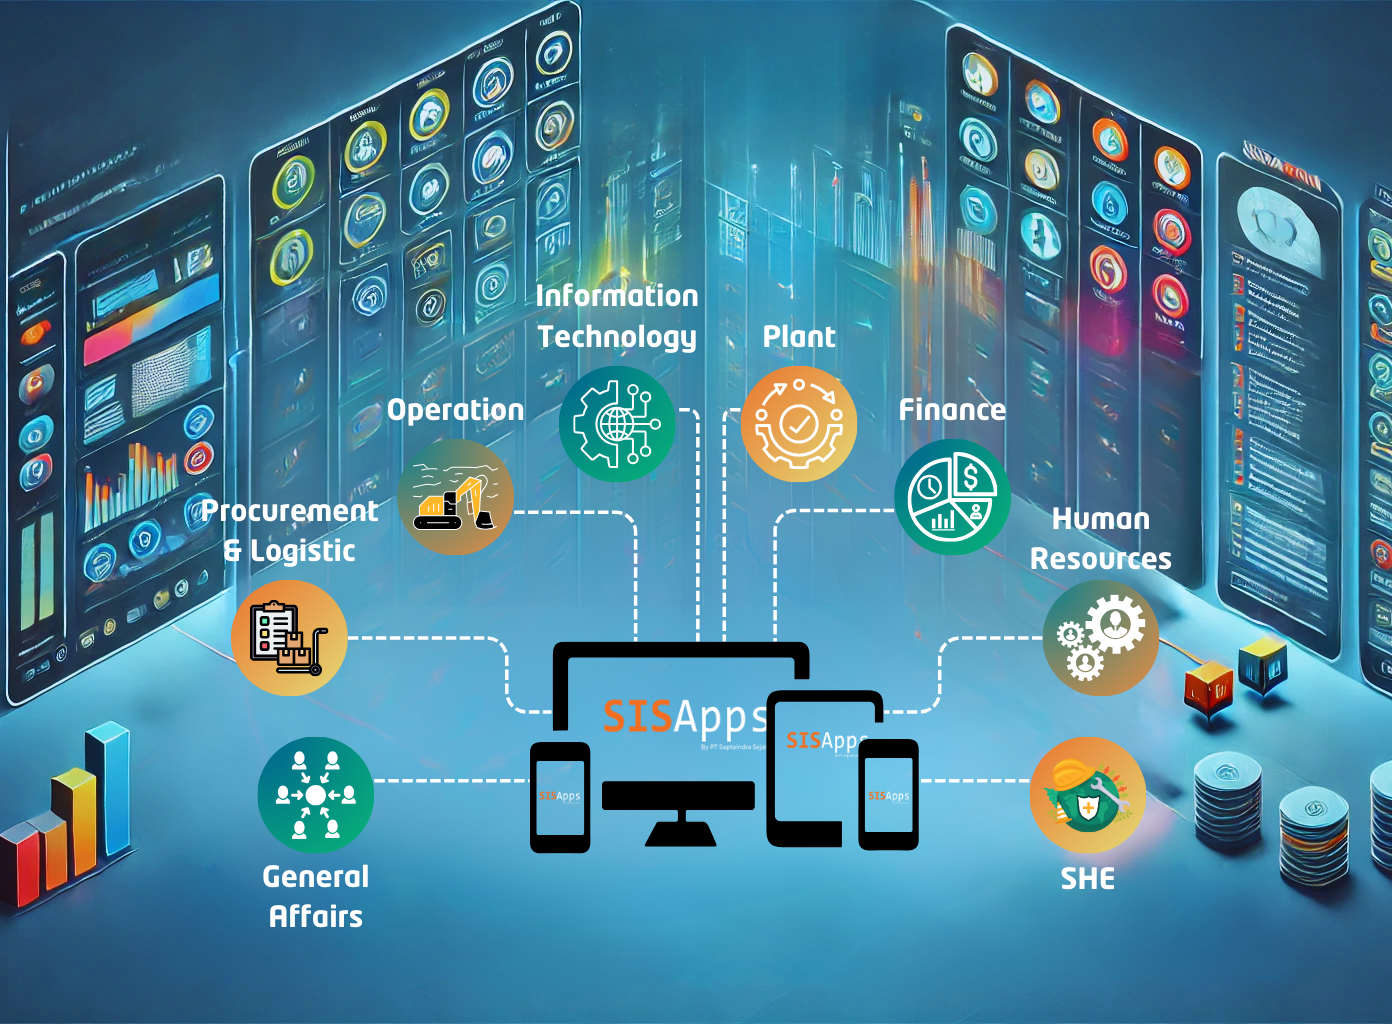 Information
Technology
Plant
Operation
Finance
Procurement
& Logistic
Human
Resources
SISApps
By PT Saptaindra Seja
SISApps
SISApps
SISApps
General
Affairs
SHE